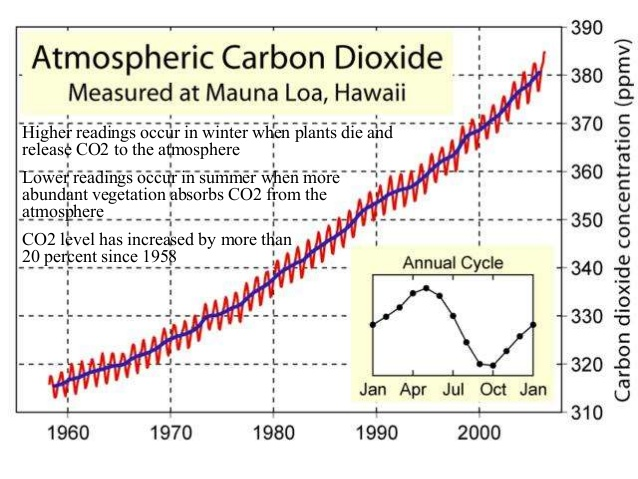 Atmospheric Carbon Dioxide
Measured at Mauna Loa, Hawaii
Higher readings occur in winter when plants die and
release CO2 to the atmosphere
Lower readings occur in summer when more
abundant vegetation absorbs CO2 from the
atmosphere
CO2 level has increased by more than
20 percent since 1958
390
380
370
360
350
340
330
320
310
Carbon dioxide concentration (ppmv)
Annual Cycle
Jan Apr Jul Oct Jan
1960 1970 1980 1990 2000